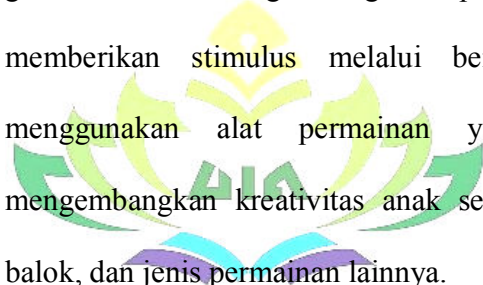 memberikan stimulus melalui be
menggunakan alat permainan y
mengembangkan kreativitas anak se
balok, dan jenis permainan lainnya.